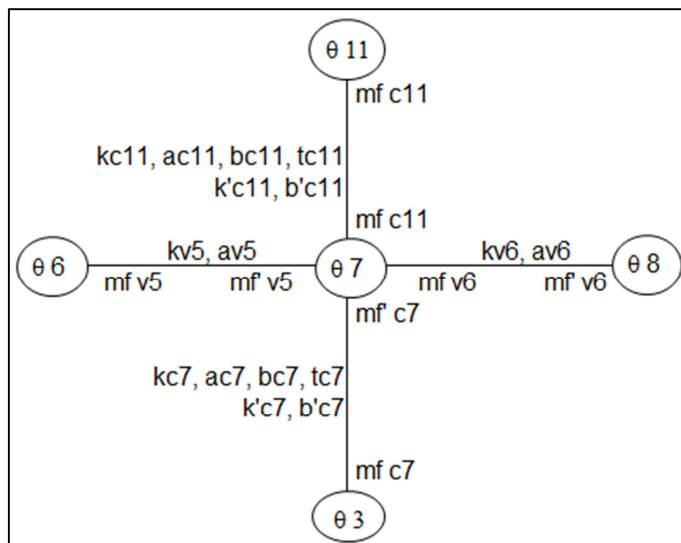 θ 11
mf c11
kc11, ac11, bc11, tc11
k'c11, b'c11
mf c11
θ 6
kv5, av5
mf v5
mf' v5
θ 7
kv6, av6
mf v6
mf' v6
θ 8
mf' c7
kc7, ac7, bc7, tc7
k'c7, b'c7
mf c7
θ 3